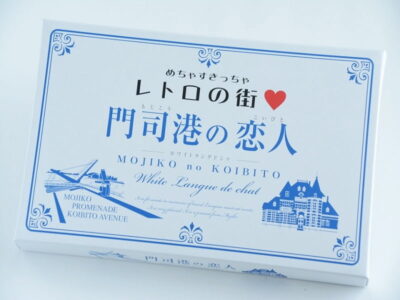 めちゃすきっちゃ
レトロの街♥
もじこう こいびと
門司港の恋人
ホワイトラングドシャ
MOJIKO no KOIBITO
White Langue de chat
MOJIKO
PROMENADE
KOIBITO AVENUE
門司港の恋人